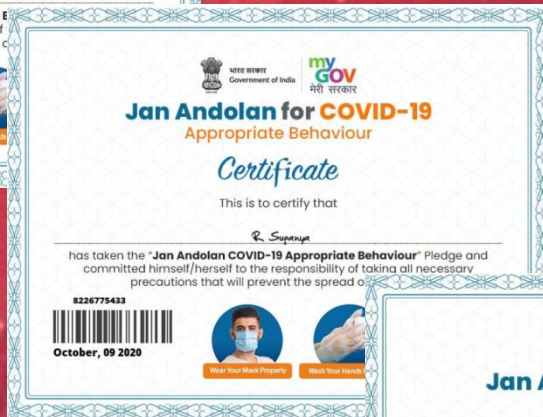 भारत सरकार
Government of India
my
GOV
मेरी सरकार
Jan Andolan for COVID-19
Appropriate Behaviour
Certificate
This is to certify that
R Supanya
has taken the "Jan Andolan COVID-19 Appropriate Behaviour" Pledge and
committed himself/herself to the responsibility of taking all necessary
precautions that will prevent the spread o
8226775433
October, 09 2020
Wear Your Mask Properly
Wash Your Hands
Jan A